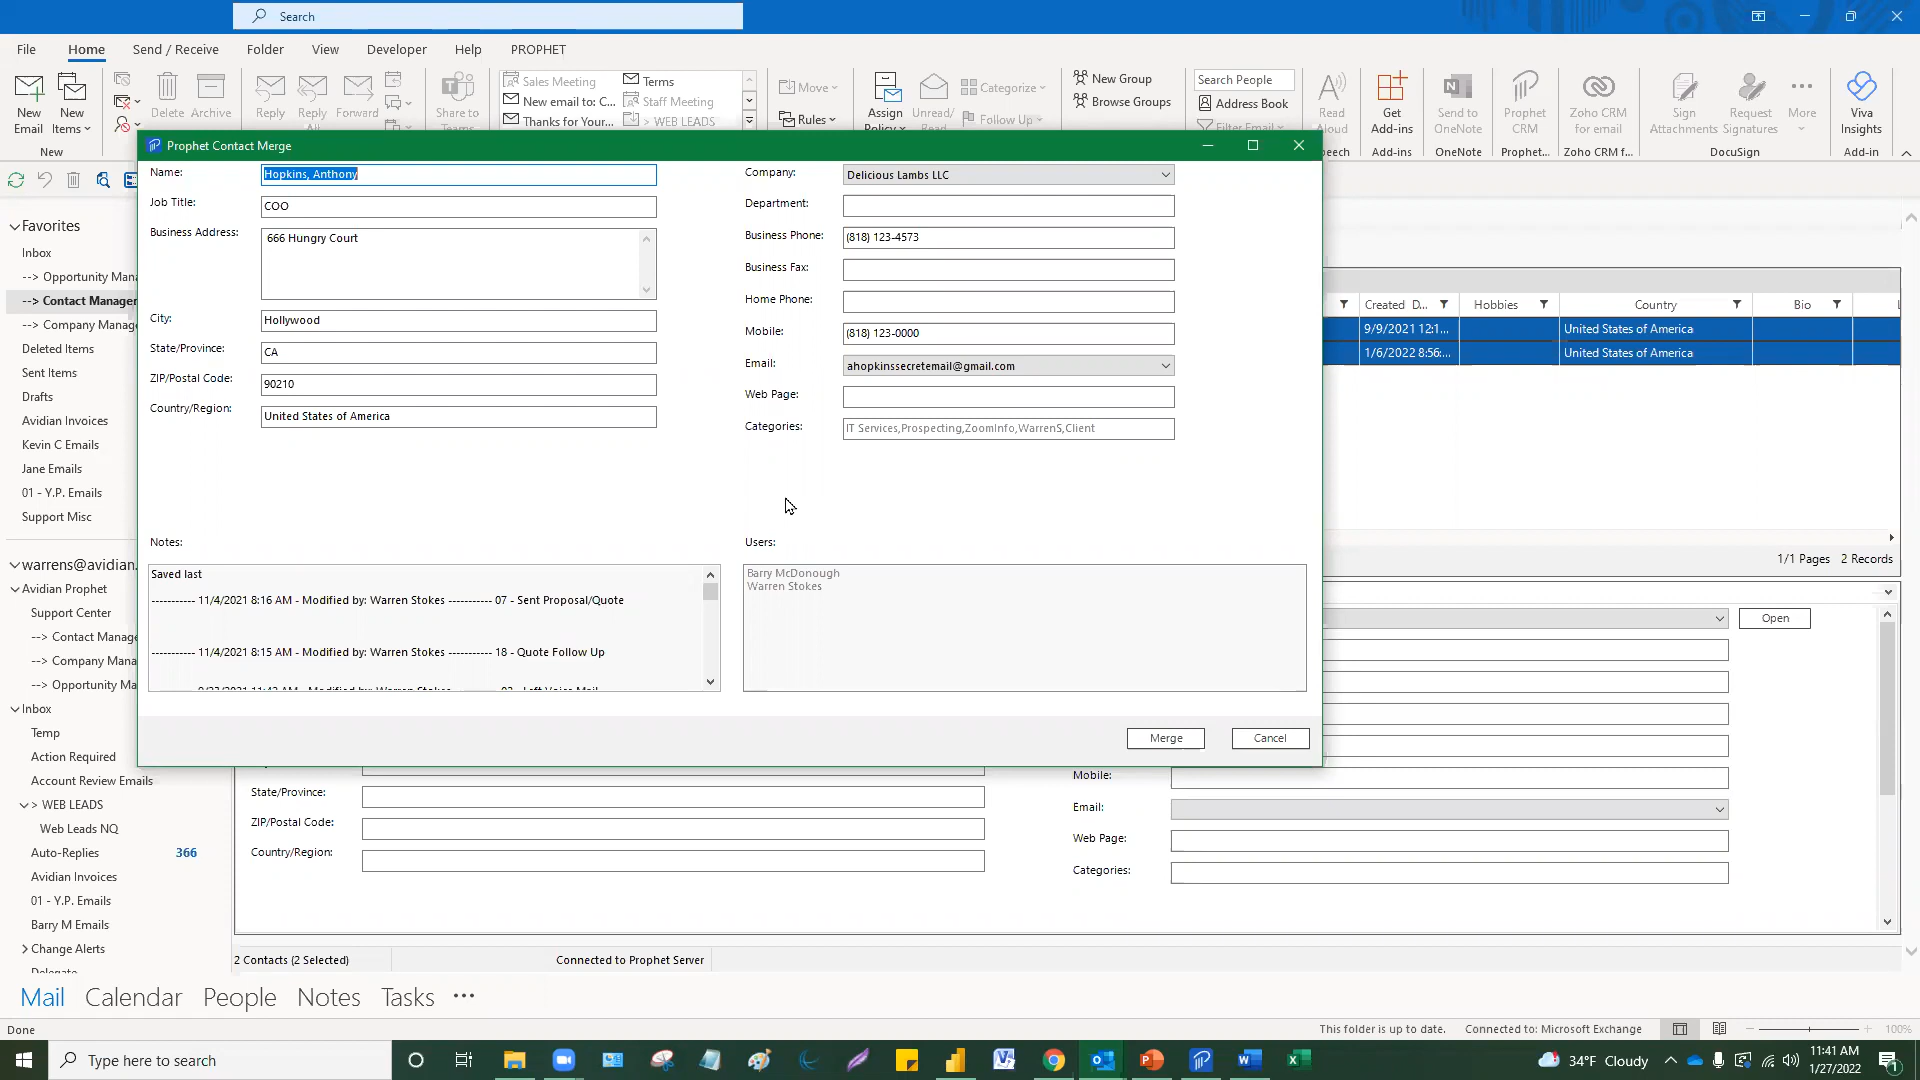 Search
File Home Send / Receive Folder View Developer Help PROPHET
New Email
New Items
New
Delete Archive
Reply Reply All Forward
Share to Teams
Sales Meeting
New email to: C...
Thanks for Your...
Terms
Staff Meeting
> WEB LEADS
Move
Rules
Assign Policy
Unread/ Read
Categorize
Follow Up
New Group
Browse Groups
Search People
Address Book
Filter Email
Read Aloud
Speech
Get Add-ins
Add-ins
Send to OneNote
OneNote
Prophet CRM
Prophet...
Zoho CRM for email
Zoho CRM f...
Sign Attachments
Request Signatures
More
DocuSign
Viva Insights
Add-in
Favorites
Inbox
--> Opportunity Mana
--> Contact Manager
--> Company Manag
Deleted Items
Sent Items
Drafts
Avidian Invoices
Kevin C Emails
Jane Emails
01 - Y.P. Emails
Support Misc
warrens@avidian.
Avidian Prophet
Support Center
--> Contact Manage
--> Company Mana
--> Opportunity Ma
Inbox
Temp
Action Required
Account Review Emails
> WEB LEADS
Web Leads NQ
Auto-Replies 366
Avidian Invoices
01 - Y.P. Emails
Barry M Emails
Change Alerts
Delegate
Prophet Contact Merge
Name: Hopkins, Anthony
Job Title: COO
Business Address: 666 Hungry Court
City: Hollywood
State/Province: CA
ZIP/Postal Code: 90210
Country/Region: United States of America
Company: Delicious Lambs LLC
Department:
Business Phone: (818) 123-4573
Business Fax:
Home Phone:
Mobile: (818) 123-0000
Email: ahopkinssecretemail@gmail.com
Web Page:
Categories: IT Services,Prospecting,ZoomInfo,WarrenS,Client
Notes:
Saved last
----------- 11/4/2021 8:16 AM - Modified by: Warren Stokes ----------- 07 - Sent Proposal/Quote
----------- 11/4/2021 8:15 AM - Modified by: Warren Stokes ----------- 18 - Quote Follow Up
Users:
Barry McDonough
Warren Stokes
Merge Cancel
Created D... Hobbies Country Bio
9/9/2021 12:1... United States of America
1/6/2022 8:56:... United States of America
1/1 Pages 2 Records
Open
State/Province:
ZIP/Postal Code:
Country/Region:
Mobile:
Email:
Web Page:
Categories:
2 Contacts (2 Selected) Connected to Prophet Server
Mail Calendar People Notes Tasks ...
Done This folder is up to date. Connected to: Microsoft Exchange 100%
Type here to search
34°F Cloudy
11:41 AM
1/27/2022
1